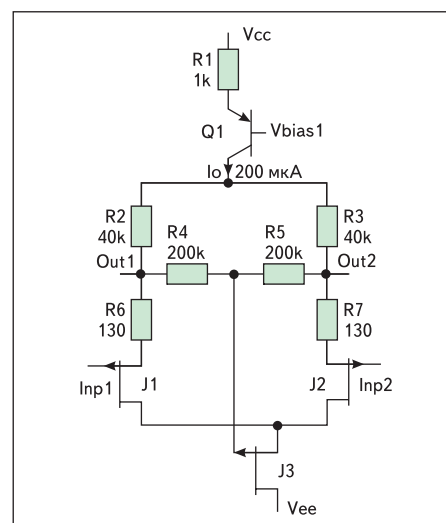 Vcc
R1
1k
Q1
Vbias1
Io 200 мкА
R2
40k
R3
40k
R4
200k
R5
200k
Out1
Out2
R6
130
R7
130
Inp1
J1
J2
Inp2
J3
Vee